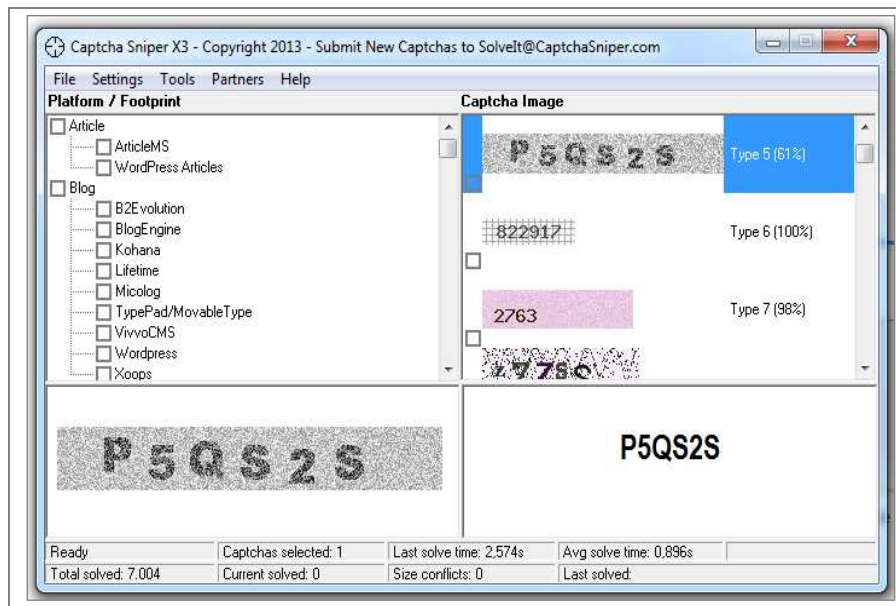 Captcha Sniper X3 - Copyright 2013 - Submit New Captchas to SolveIt@CaptchaSniper.com
File Settings Tools Partners Help
Platform / Footprint
Article
ArticleMS
WordPress Articles
Blog
B2Evolution
BlogEngine
Kohana
Lifetime
Micolog
TypePad/MovableType
VivvoCMS
Wordpress
Xoops
Captcha Image
P5QS2S Type 5 (61%)
822917 Type 6 (100%)
2763 Type 7 (98%)
P5QS2S
P5QS2S
Ready Captchas selected: 1 Last solve time: 2,574s Avg solve time: 0,896s
Total solved: 7.004 Current solved: 0 Size conflicts: 0 Last solved: